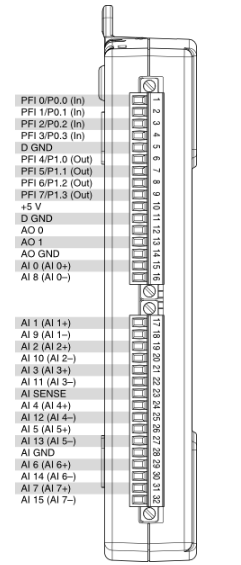 PFI 0/P0.0 (In) 1
PFI 1/P0.1 (In) 2
PFI 2/P0.2 (In) 3
PFI 3/P0.3 (In) 4
D GND 5
PFI 4/P1.0 (Out) 6
PFI 5/P1.1 (Out) 7
PFI 6/P1.2 (Out) 8
PFI 7/P1.3 (Out) 9
+5 V 10
D GND 11
AO 0 12
AO 1 13
AO GND 14
AI 0 (AI 0+) 15
AI 8 (AI 0–) 16
AI 1 (AI 1+) 17
AI 9 (AI 1–) 18
AI 2 (AI 2+) 19
AI 10 (AI 2–) 20
AI 3 (AI 3+) 21
AI 11 (AI 3–) 22
AI SENSE 23
AI 4 (AI 4+) 24
AI 12 (AI 4–) 25
AI 5 (AI 5+) 26
AI 13 (AI 5–) 27
AI GND 28
AI 6 (AI 6+) 29
AI 14 (AI 6–) 30
AI 7 (AI 7+) 31
AI 15 (AI 7–) 32